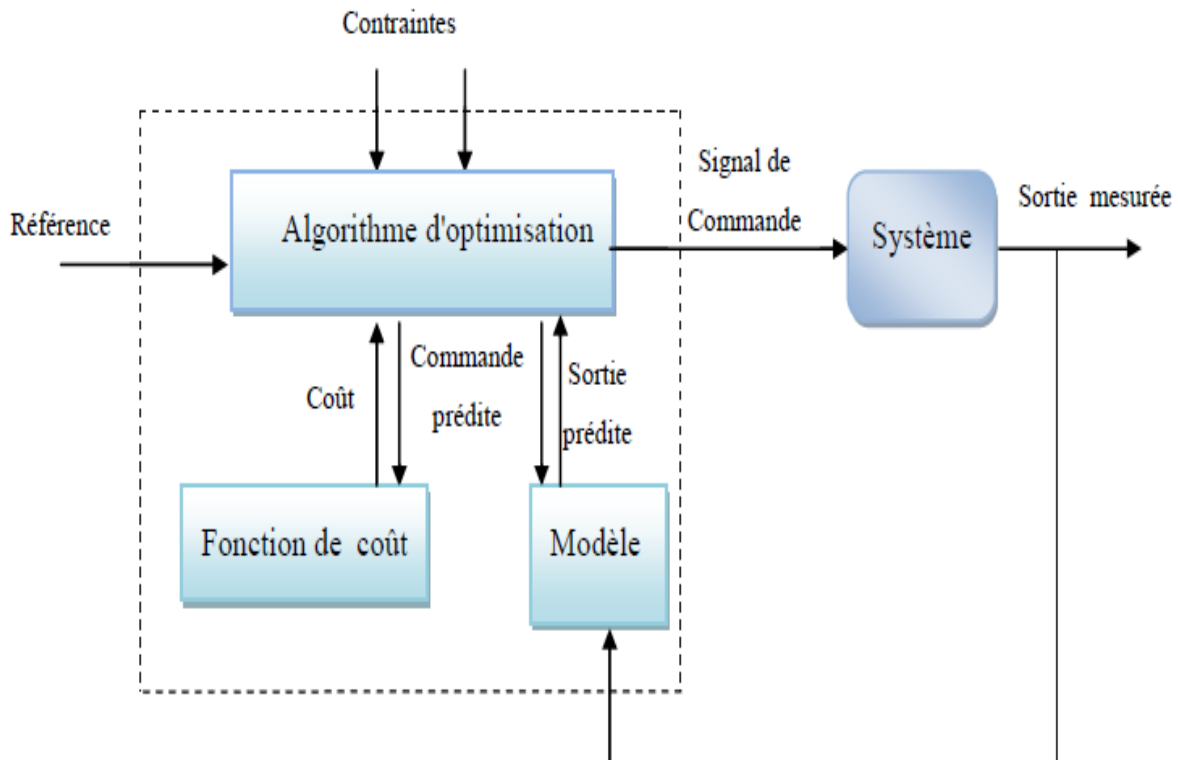 Contraintes
Référence
Algorithme d'optimisation
Signal de
Commande
Système
Sortie mesurée
Coût
Commande
prédite
Sortie
prédite
Fonction de coût
Modèle